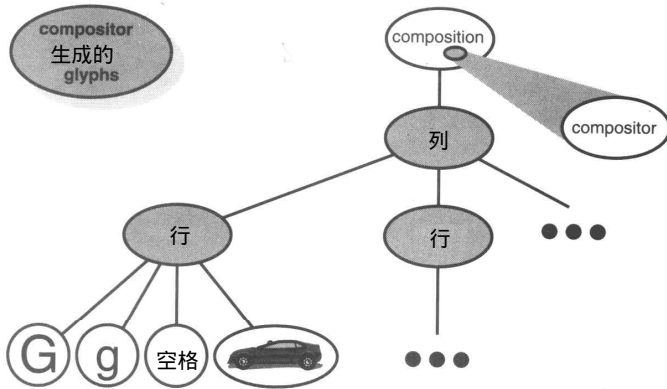 compositor
生成的
glyphs
composition
compositor
列
行
行
G
g
空格